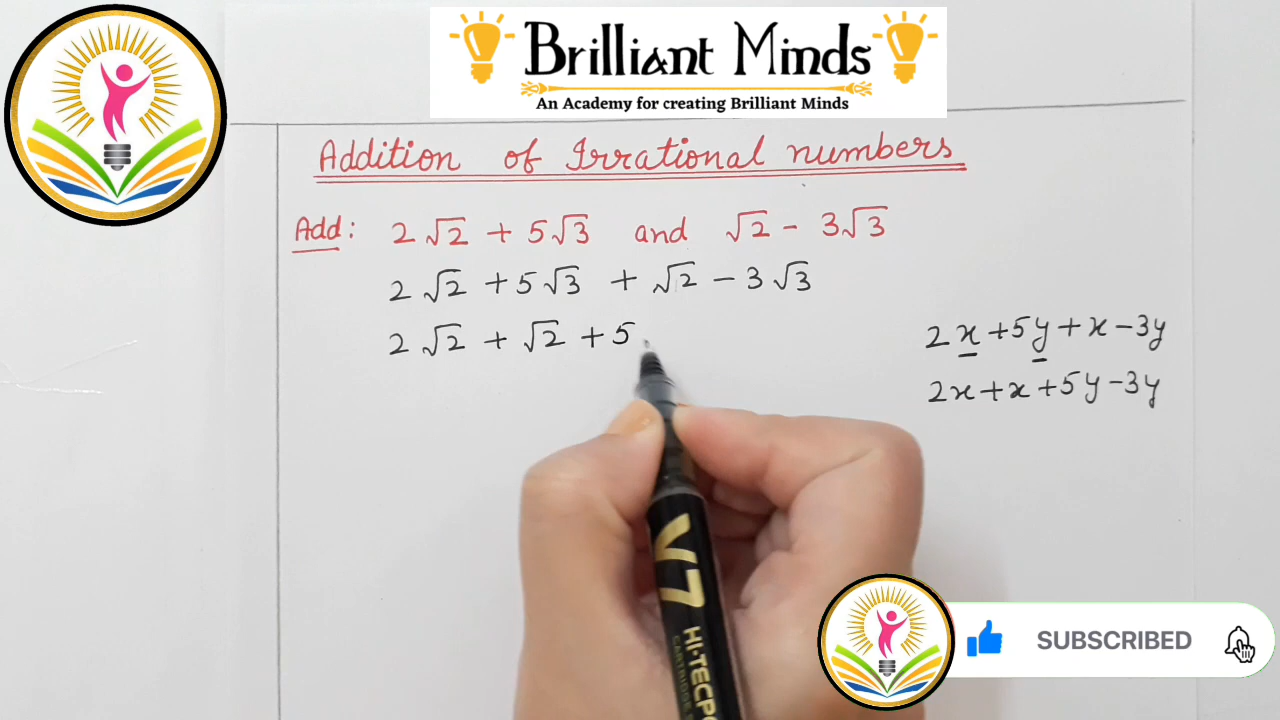 Brilliant Minds
An Academy for creating Brilliant Minds
Addition of Irrational numbers
Add: 2√2 + 5√3 and √2 - 3√3
2√2 + 5√3 + √2 - 3√3
2√2 + √2 + 5
2x + 5y + x - 3y
2x + x + 5y - 3y
V7
HI-TECPO
CARTRIDGE
SUBSCRIBED